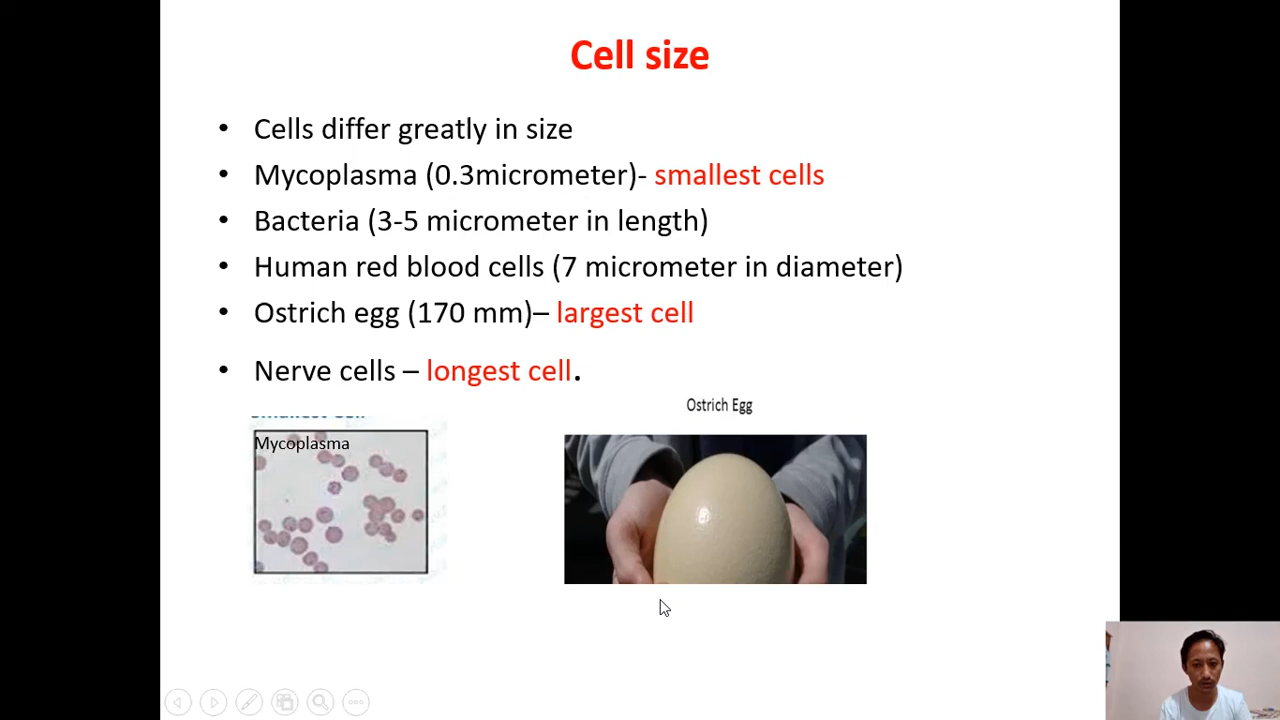 Cell size
• Cells differ greatly in size
• Mycoplasma (0.3micrometer)- smallest cells
• Bacteria (3-5 micrometer in length)
• Human red blood cells (7 micrometer in diameter)
• Ostrich egg (170 mm)– largest cell
• Nerve cells – longest cell.
Ostrich Egg
Mycoplasma